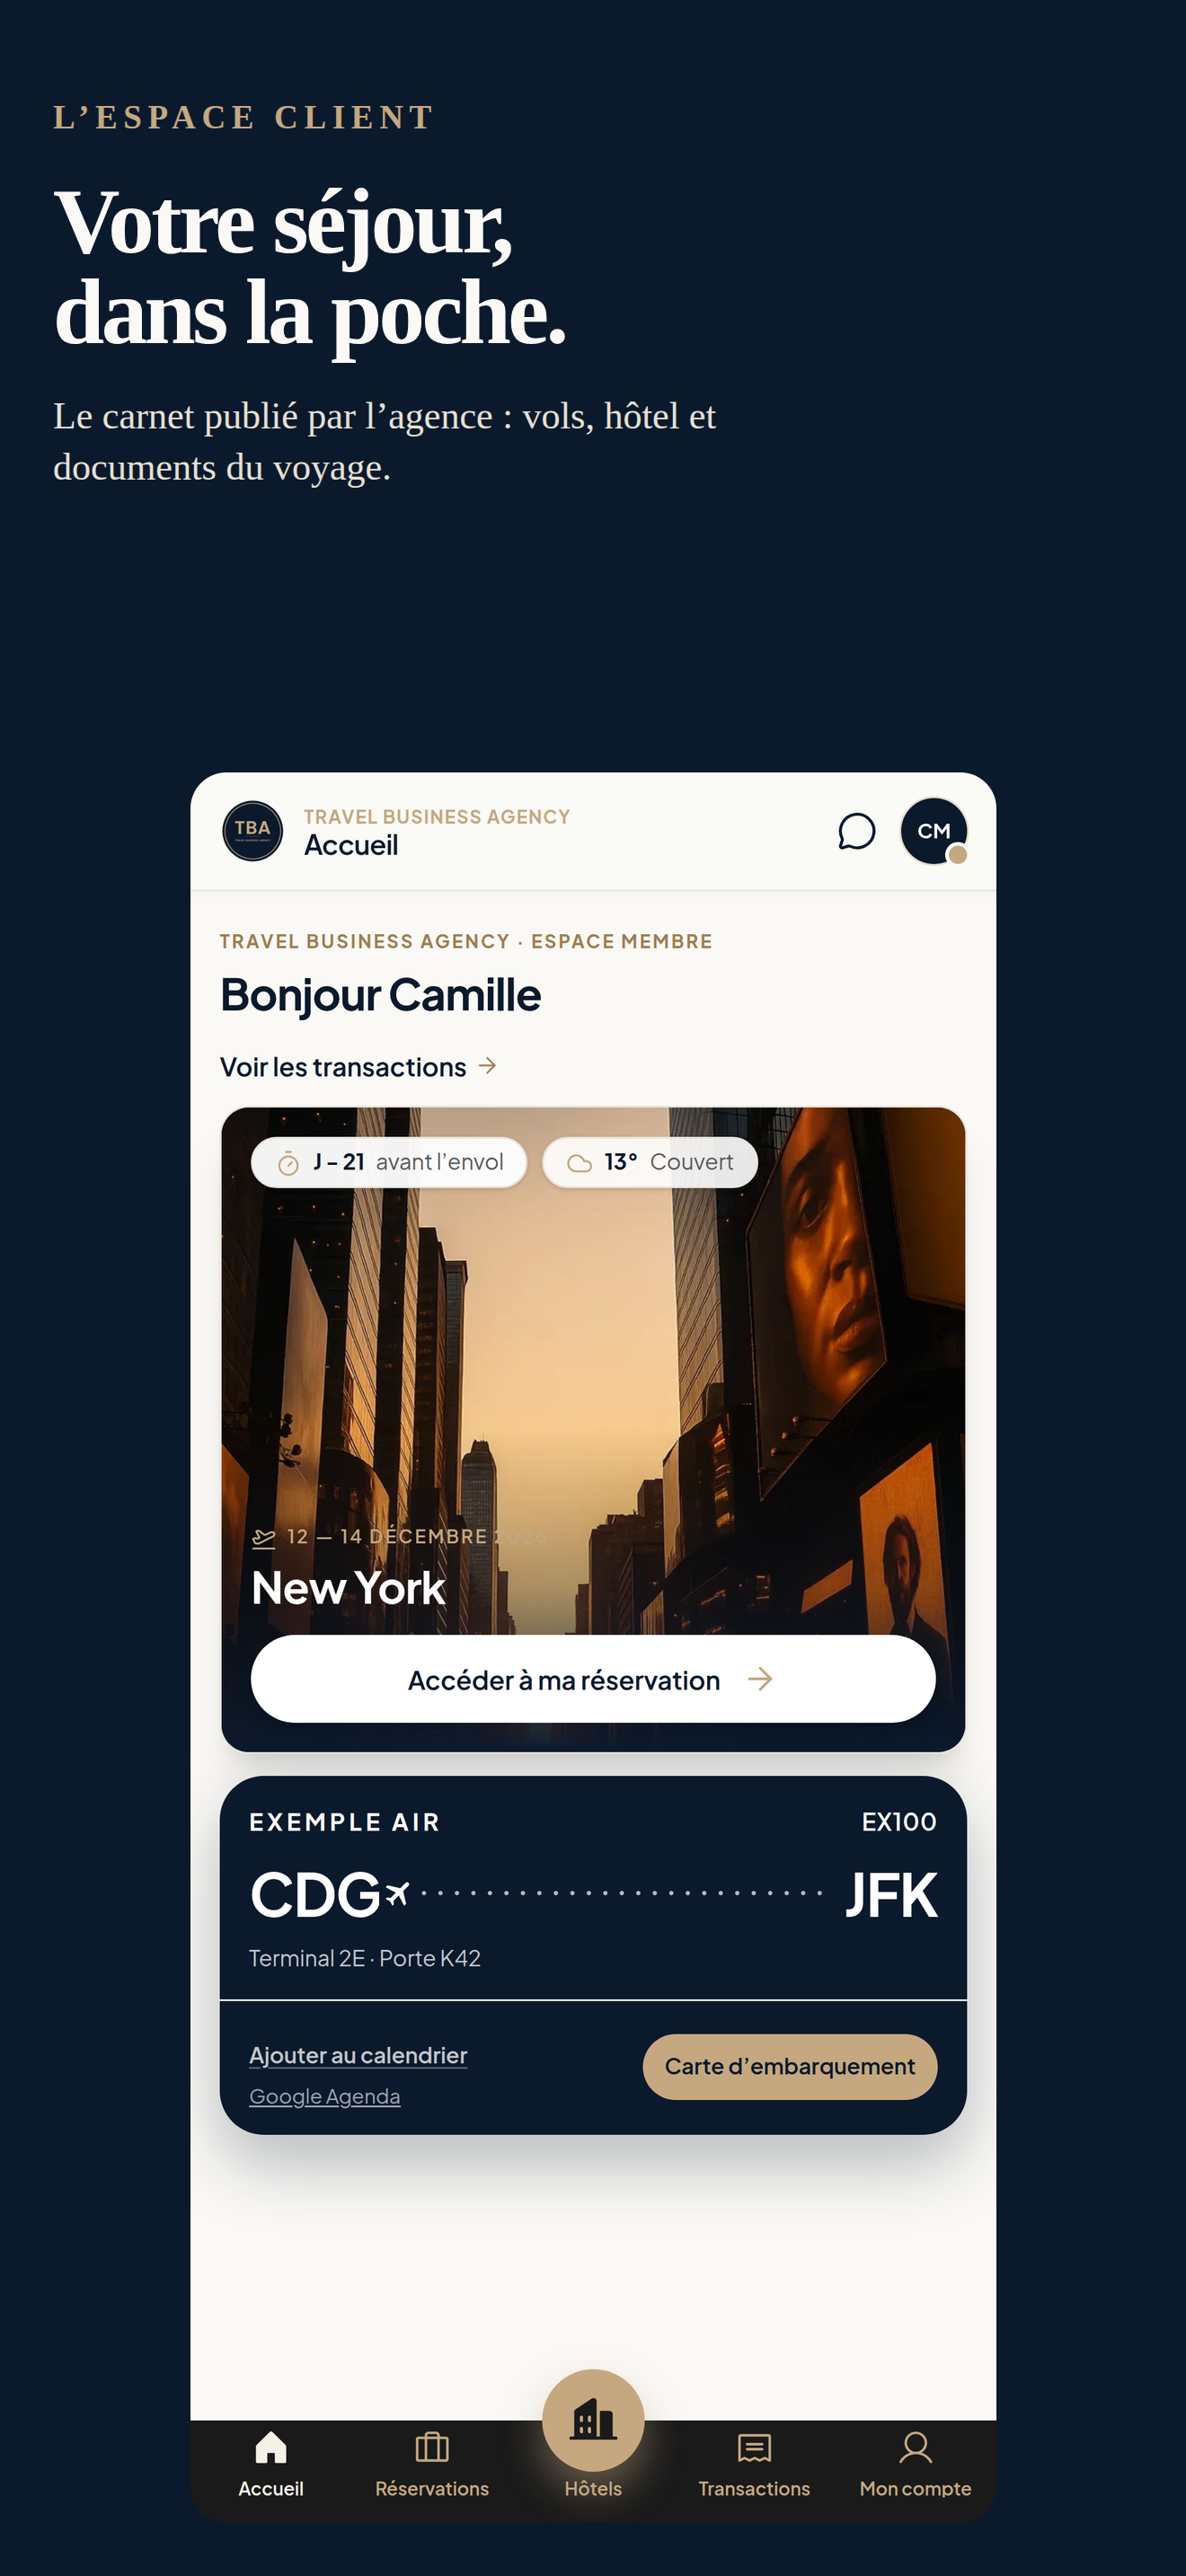 L’ESPACE CLIENT
Votre séjour,
dans la poche.
Le carnet publié par l’agence : vols, hôtel et
documents du voyage.
TBA
TRAVEL BUSINESS AGENCY
Accueil
CM
TRAVEL BUSINESS AGENCY · ESPACE MEMBRE
Bonjour Camille
Voir les transactions
J – 21 avant l’envol
13° Couvert
12 — 14 DÉCEMBRE 2026
New York
Accéder à ma réservation
EXEMPLE AIR EX100
CDG JFK
Terminal 2E · Porte K42
Ajouter au calendrier
Carte d’embarquement
Google Agenda
Accueil Réservations Hôtels Transactions Mon compte